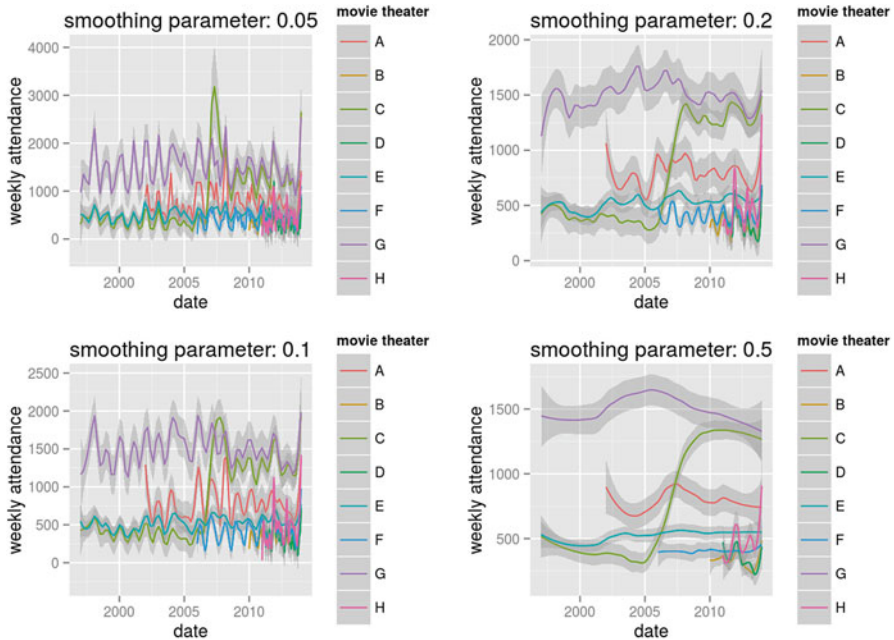 smoothing parameter: 0.05
4000
3000
2000
1000
0
weekly attendance
2000
2005
2010
date
movie theater
A
B
C
D
E
F
G
H
smoothing parameter: 0.2
2000
1500
1000
500
0
weekly attendance
2000
2005
2010
date
movie theater
A
B
C
D
E
F
G
H
smoothing parameter: 0.1
2500
2000
1500
1000
500
0
weekly attendance
2000
2005
2010
date
movie theater
A
B
C
D
E
F
G
H
smoothing parameter: 0.5
1500
1000
500
weekly attendance
2000
2005
2010
date
movie theater
A
B
C
D
E
F
G
H